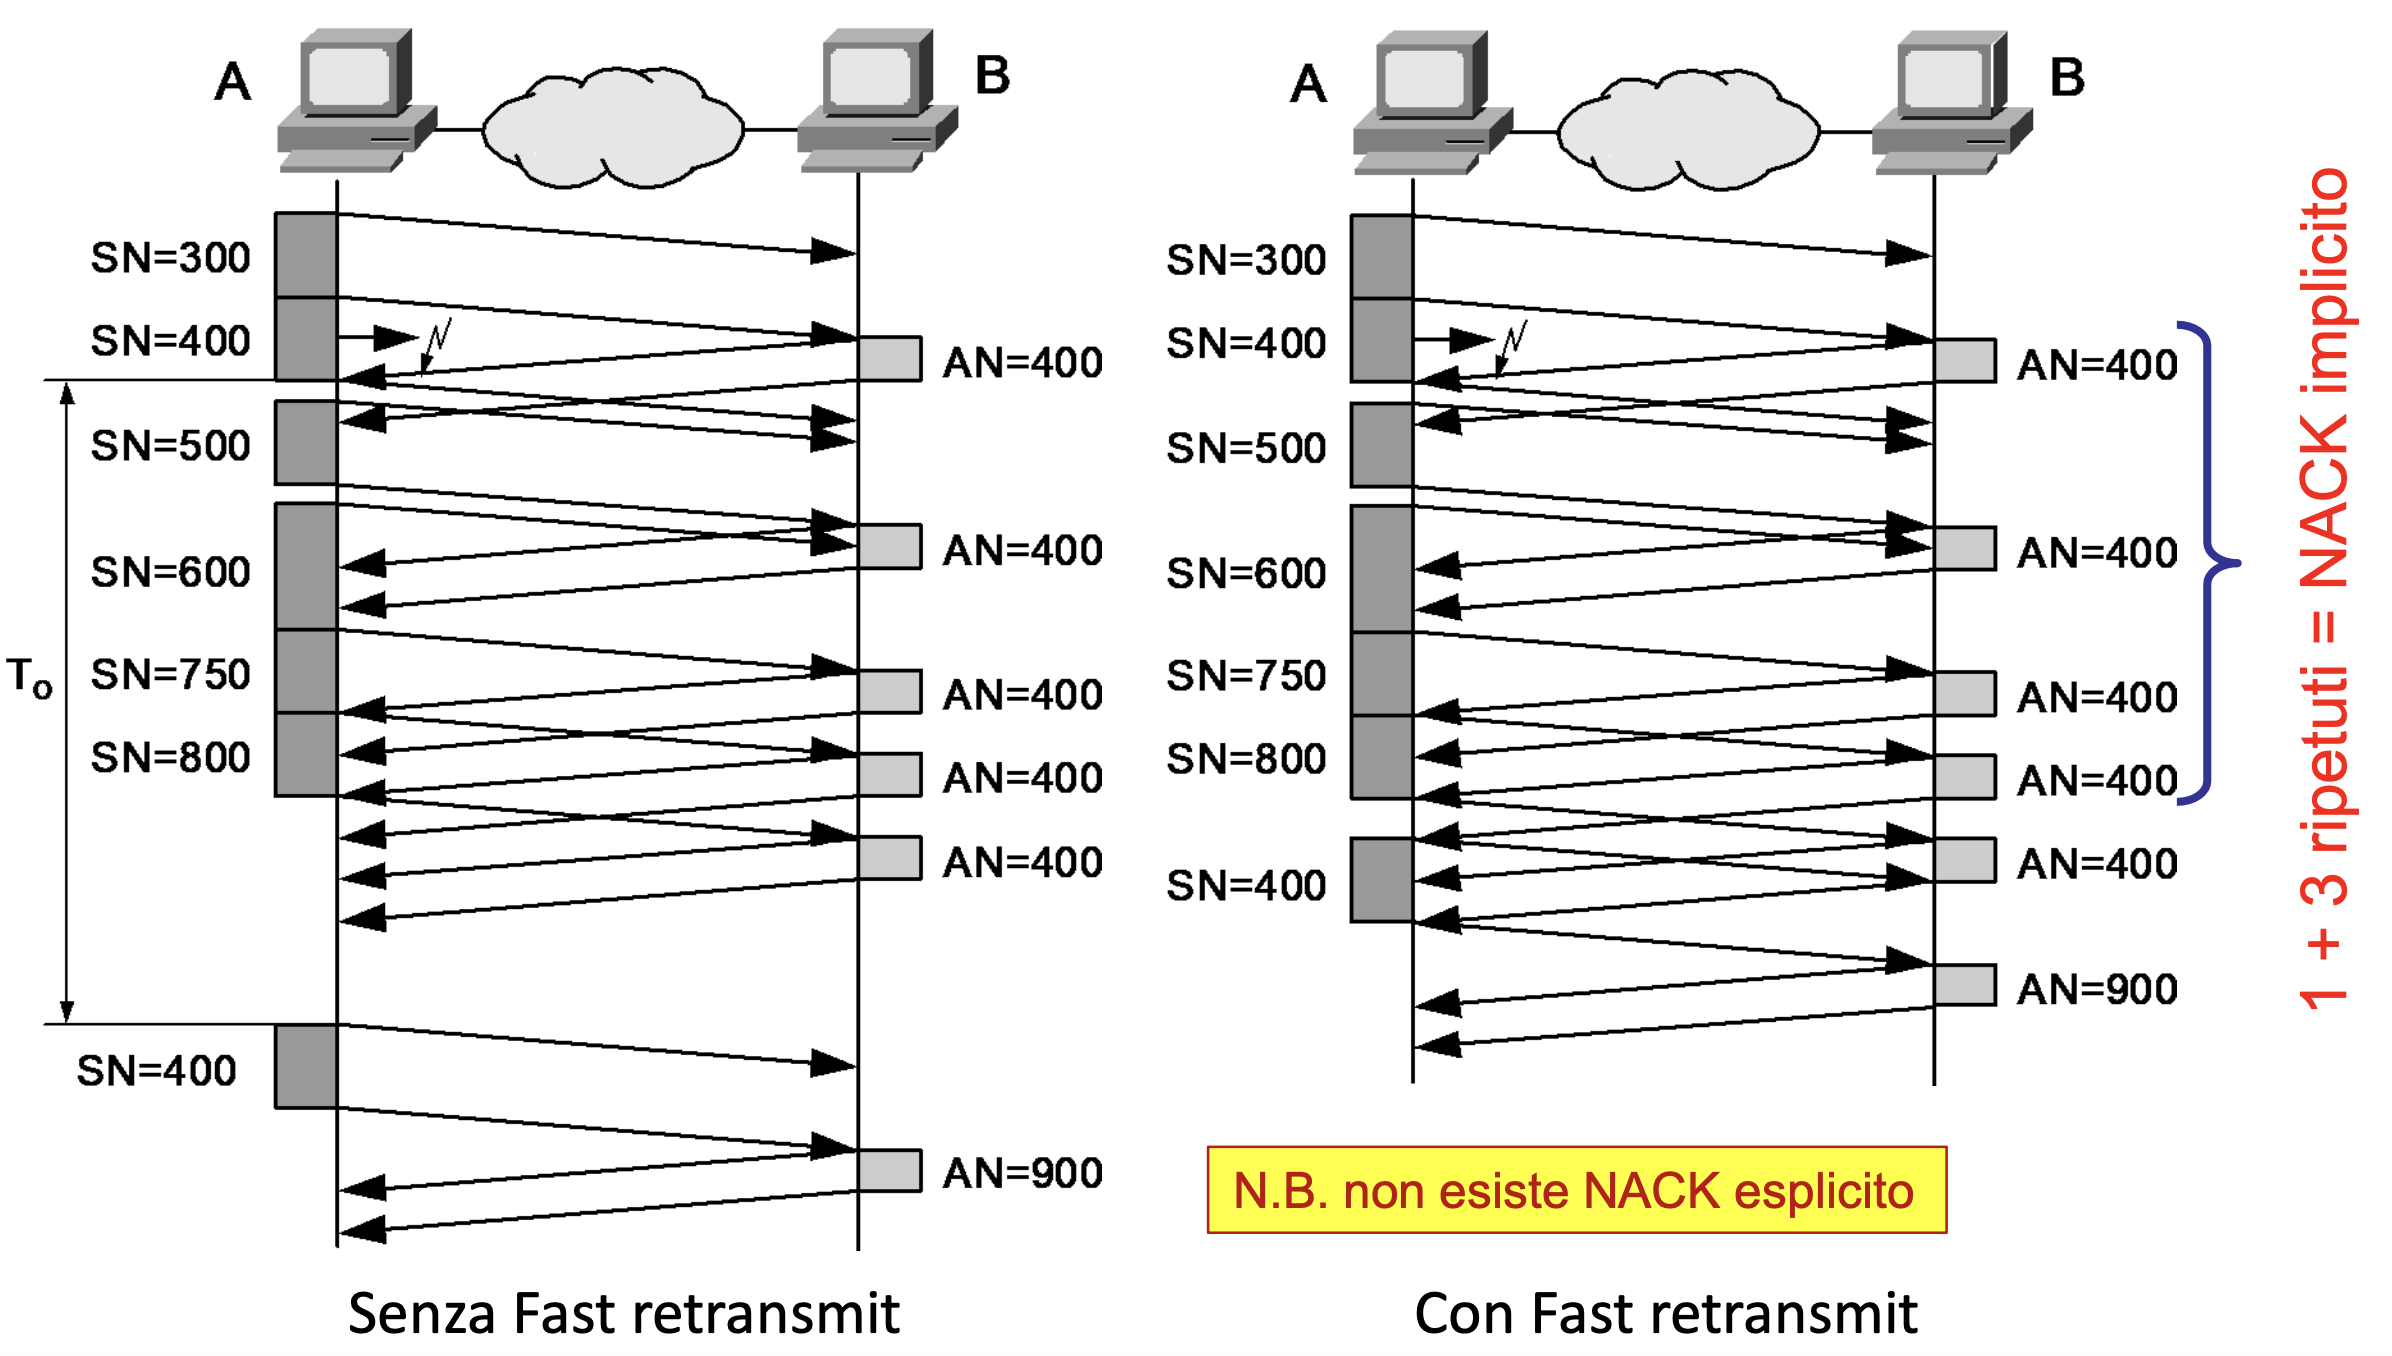 A
B
SN=300
SN=400
AN=400
SN=500
AN=400
SN=600
To
SN=750
AN=400
SN=800
AN=400
AN=400
SN=400
AN=900
Senza Fast retransmit
A
B
SN=300
SN=400
AN=400
SN=500
AN=400
SN=600
SN=750
AN=400
SN=800
AN=400
AN=400
SN=400
AN=900
1 + 3 ripetuti = NACK implicito
N.B. non esiste NACK esplicito
Con Fast retransmit